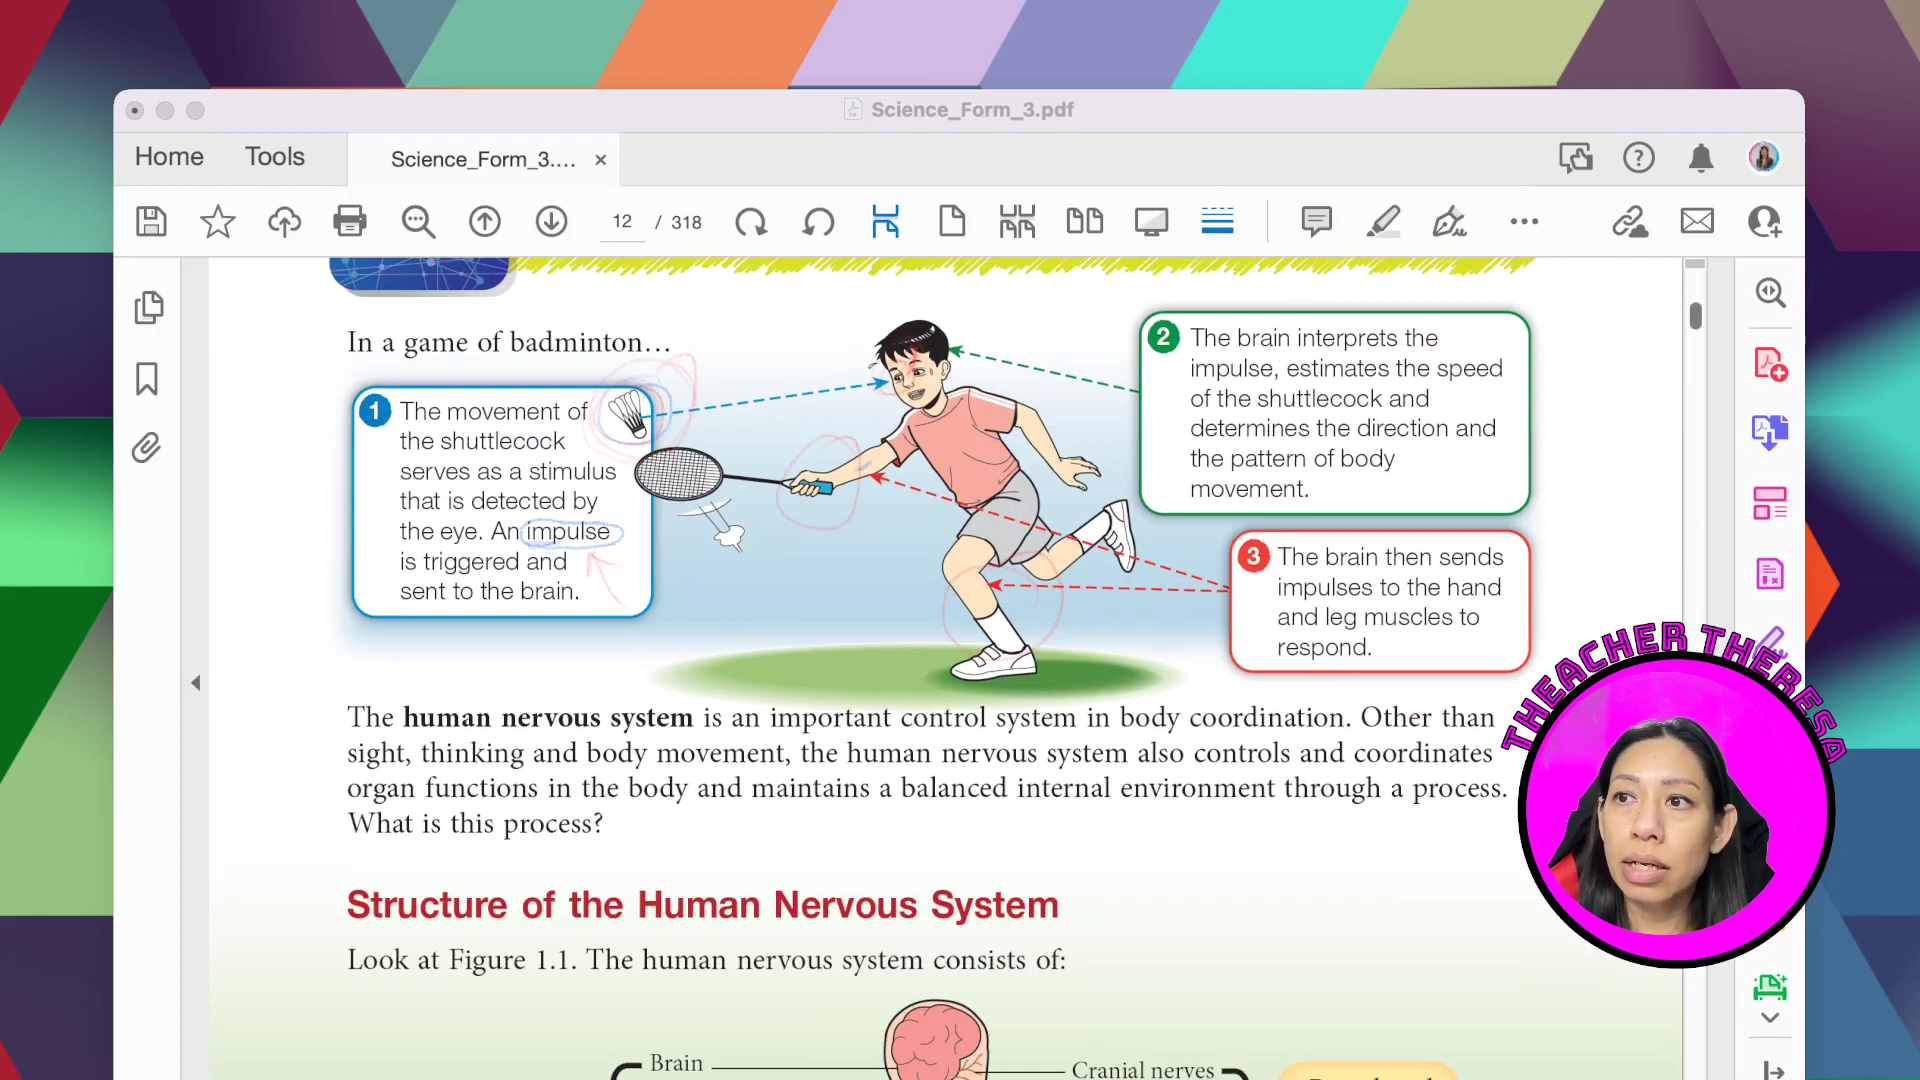 Science_Form_3.pdf
Home
Tools
Science_Form_3....
12 / 318
In a game of badminton…
1
The movement of
the shuttlecock
serves as a stimulus
that is detected by
the eye. An impulse
is triggered and
sent to the brain.
2
The brain interprets the
impulse, estimates the speed
of the shuttlecock and
determines the direction and
the pattern of body
movement.
3
The brain then sends
impulses to the hand
and leg muscles to
respond.
THEACHER THERESA
The human nervous system is an important control system in body coordination. Other than
sight, thinking and body movement, the human nervous system also controls and coordinates
organ functions in the body and maintains a balanced internal environment through a process.
What is this process?
Structure of the Human Nervous System
Look at Figure 1.1. The human nervous system consists of:
Brain
Cranial nerves